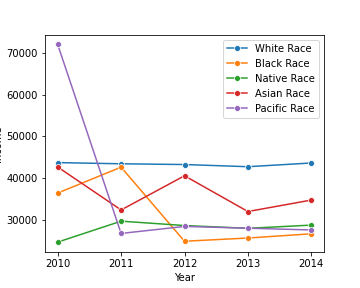 White Race
Black Race
Native Race
Asian Race
Pacific Race
70000
60000
50000
40000
30000
2010
2011
2012
2013
2014
Year